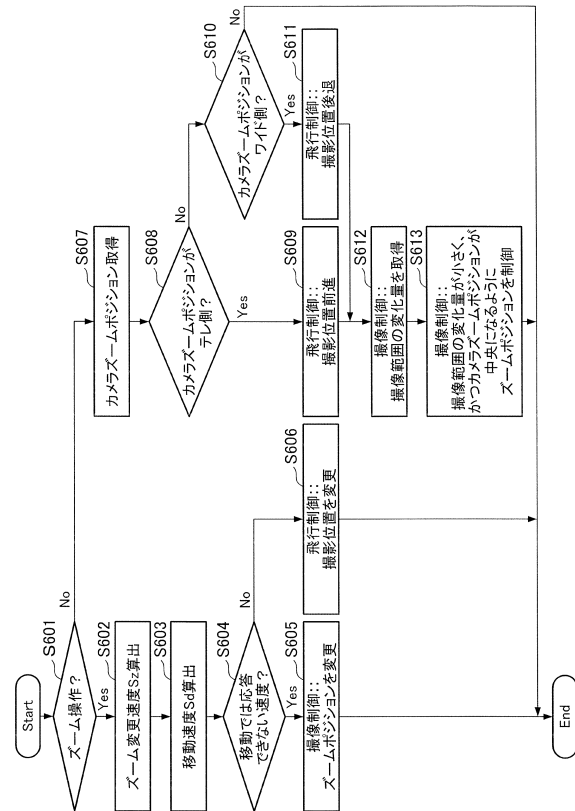 Start
S601
ズーム操作?
No
Yes
S602
ズーム変更速度Sz算出
S603
移動速度Sd算出
S604
移動では応答
できない速度?
No
Yes
S605
撮像制御::
ズームポジションを変更
S606
飛行制御::
撮影位置を変更
S607
カメラズームポジション取得
S608
カメラズームポジションが
テレ側?
No
Yes
S609
飛行制御::
撮影位置前進
S610
カメラズームポジションが
ワイド側?
No
Yes
S611
飛行制御::
撮影位置後退
S612
撮像制御::
撮像範囲の変化量を取得
S613
撮像制御::
撮像範囲の変化量が小さく、
かつカメラズームポジションが
中央になるように
ズームポジションを制御
End